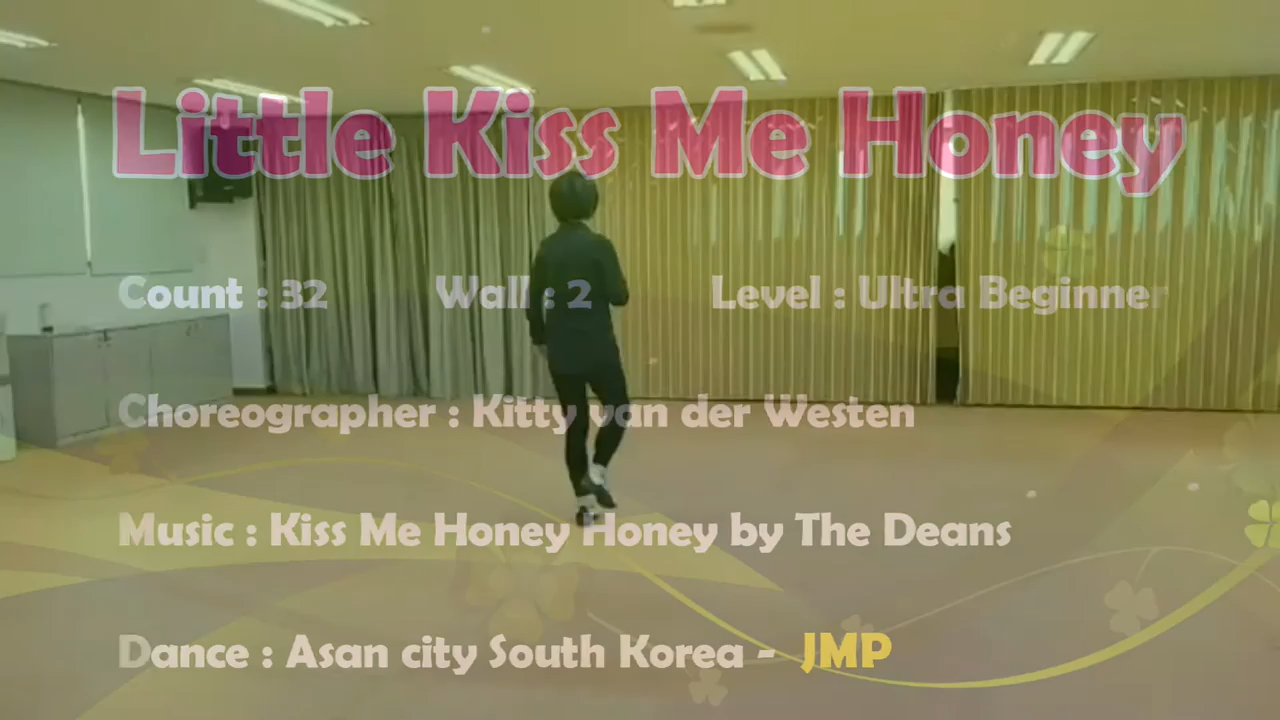 Little Kiss Me Honey
Count : 32 Wall : 2 Level : Ultra Beginner
Choreographer : Kitty van der Westen
Music : Kiss Me Honey Honey by The Deans
Dance : Asan city South Korea - JMP